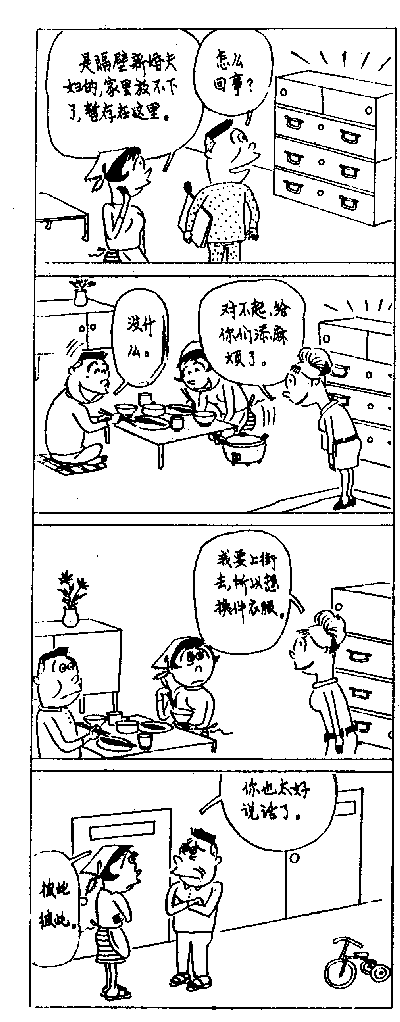 怎么
回事？
是隔壁新婚夫
妇的，家里放不下
了，暂存在这里。
对不起，给
你们添麻
烦了。
没什
么。
我要上街
去，所以想
换件衣服。
你也太好
说话了。
彼此
彼此。